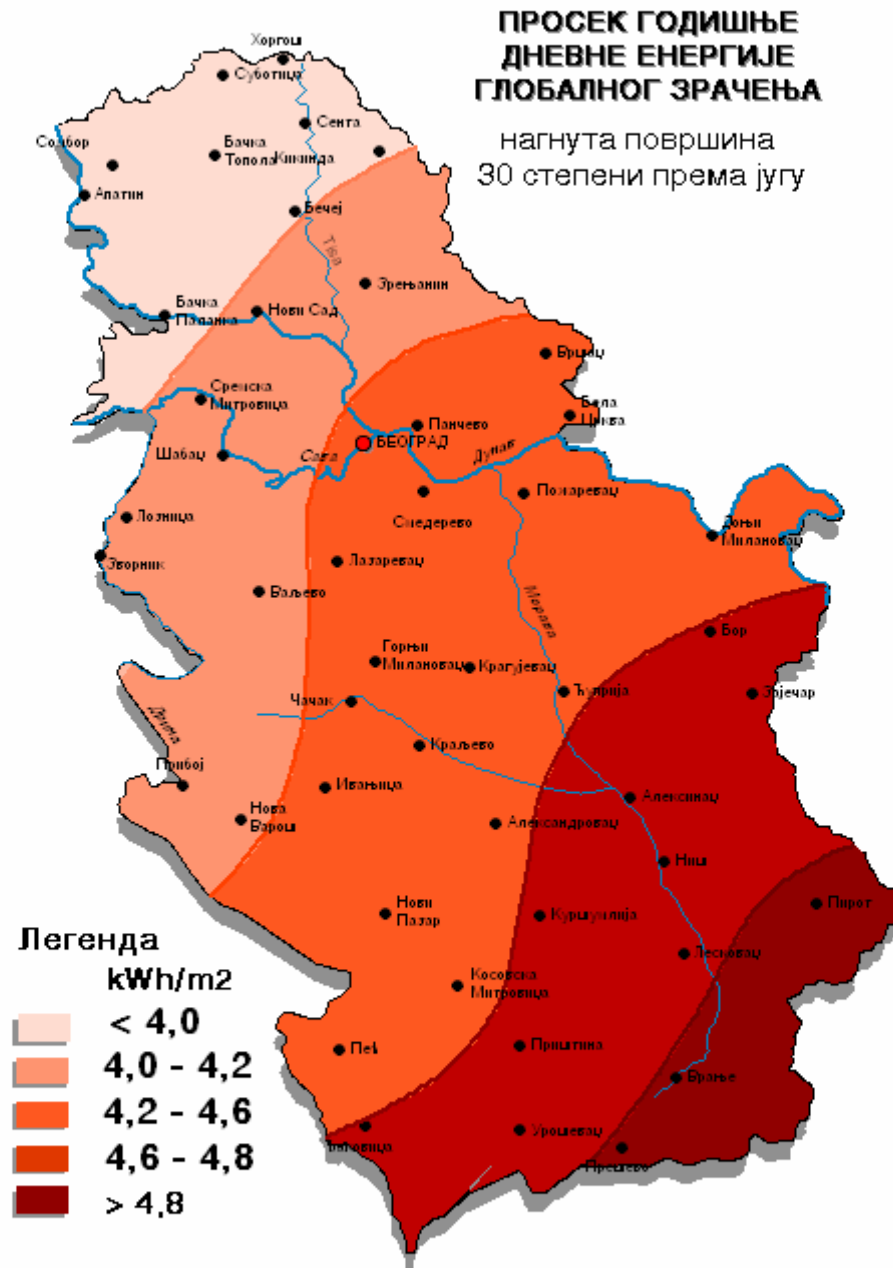 ПРОСЕК ГОДИШЊЕ
ДНЕВНЕ ЕНЕРГИЈЕ
ГЛОБАЛНОГ ЗРАЧЕЊА
нагнута површина
30 степени према југу
Хоргош
Суботица
Сента
Сомбор
Бачка
Топола
Кикинда
Апатин
Бечеј
Tisa
Зрењанин
Бачка
Паланка
Нови Сад
Вршац
Сремска
Митровица
Бела
Црква
Панчево
БЕОГРАД
Шабац
Сава
Дунав
Пожаревац
Смедерево
Лозница
Доњи
Милановац
Зворник
Лазаревац
Ваљево
Морава
Бор
Горњи
Милановац
Крагујевац
Ћуприја
Зајечар
Чачак
Дрина
Краљево
Прибој
Ивањица
Алексинац
Нова
Варош
Александровац
Ниш
Нови
Пазар
Куршумлија
Пирот
Лесковац
Косовска
Митровица
Пећ
Приштина
Врање
Ђаковица
Урошевац
Прешево
Легенда
kWh/m2
< 4,0
4,0 - 4,2
4,2 - 4,6
4,6 - 4,8
> 4,8